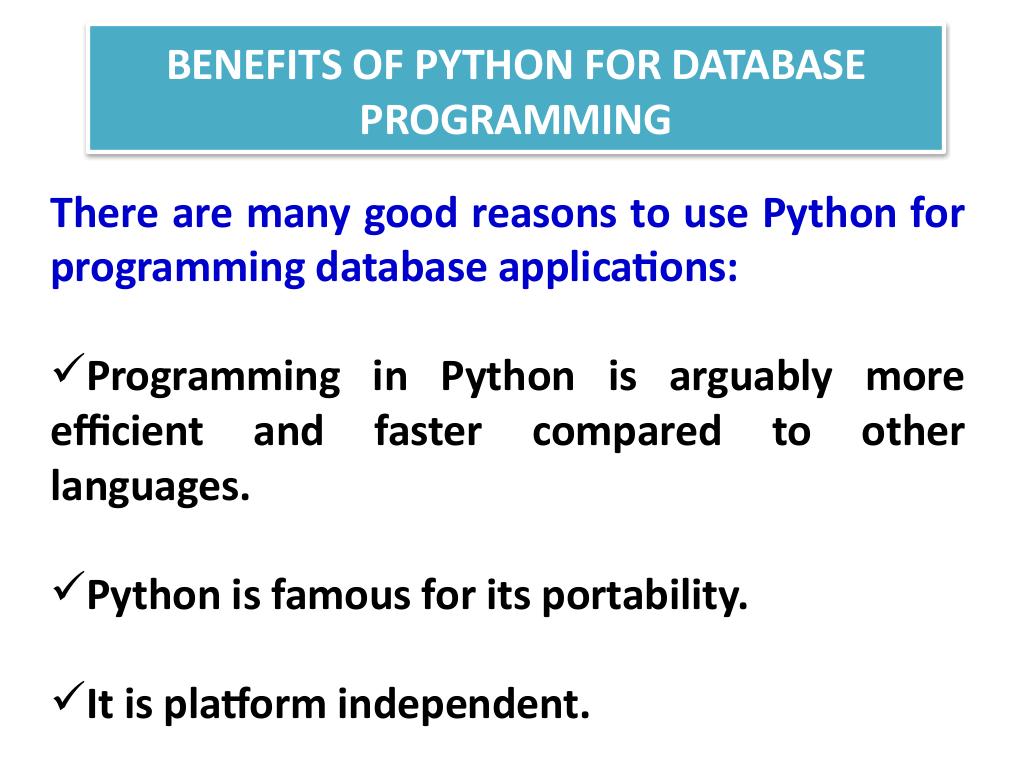 BENEFITS OF PYTHON FOR DATABASE
PROGRAMMING
There are many good reasons to use Python for
programming database applications:
✓Programming in Python is arguably more
efficient and faster compared to other
languages.
✓Python is famous for its portability.
✓It is platform independent.